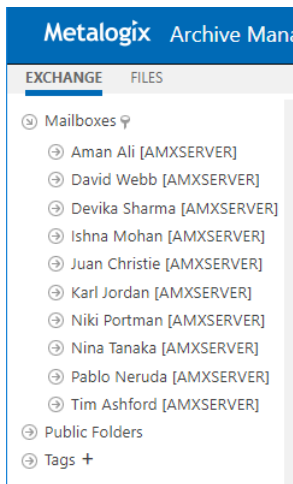 Metalogix Archive Mana
EXCHANGE FILES
Mailboxes
Aman Ali [AMXSERVER]
David Webb [AMXSERVER]
Devika Sharma [AMXSERVER]
Ishna Mohan [AMXSERVER]
Juan Christie [AMXSERVER]
Karl Jordan [AMXSERVER]
Niki Portman [AMXSERVER]
Nina Tanaka [AMXSERVER]
Pablo Neruda [AMXSERVER]
Tim Ashford [AMXSERVER]
Public Folders
Tags +